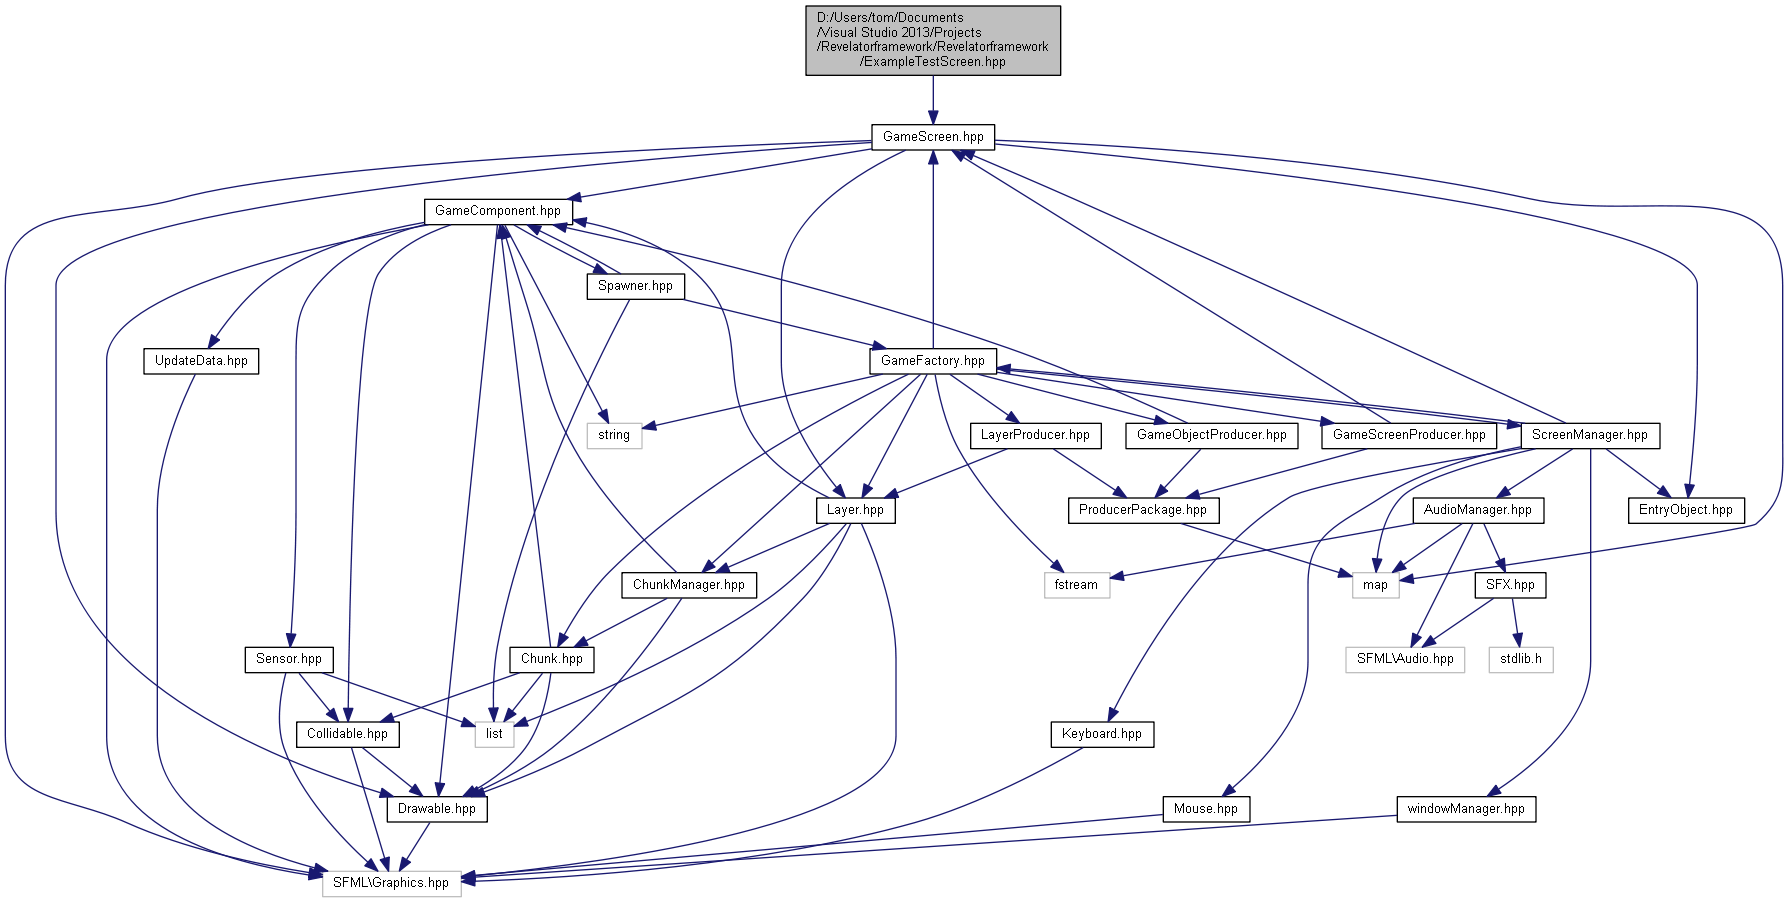 D:/Users/tom/Documents
/Visual Studio 2013/Projects
/Revelatorframework/Revelatorframework
/ExampleTestScreen.hpp
GameScreen.hpp
GameComponent.hpp
Spawner.hpp
UpdateData.hpp
GameFactory.hpp
string
LayerProducer.hpp
GameObjectProducer.hpp
GameScreenProducer.hpp
ScreenManager.hpp
Layer.hpp
ProducerPackage.hpp
AudioManager.hpp
EntryObject.hpp
ChunkManager.hpp
fstream
map
SFX.hpp
Sensor.hpp
Chunk.hpp
SFML\Audio.hpp
stdlib.h
Collidable.hpp
list
Keyboard.hpp
Drawable.hpp
Mouse.hpp
windowManager.hpp
SFML\Graphics.hpp